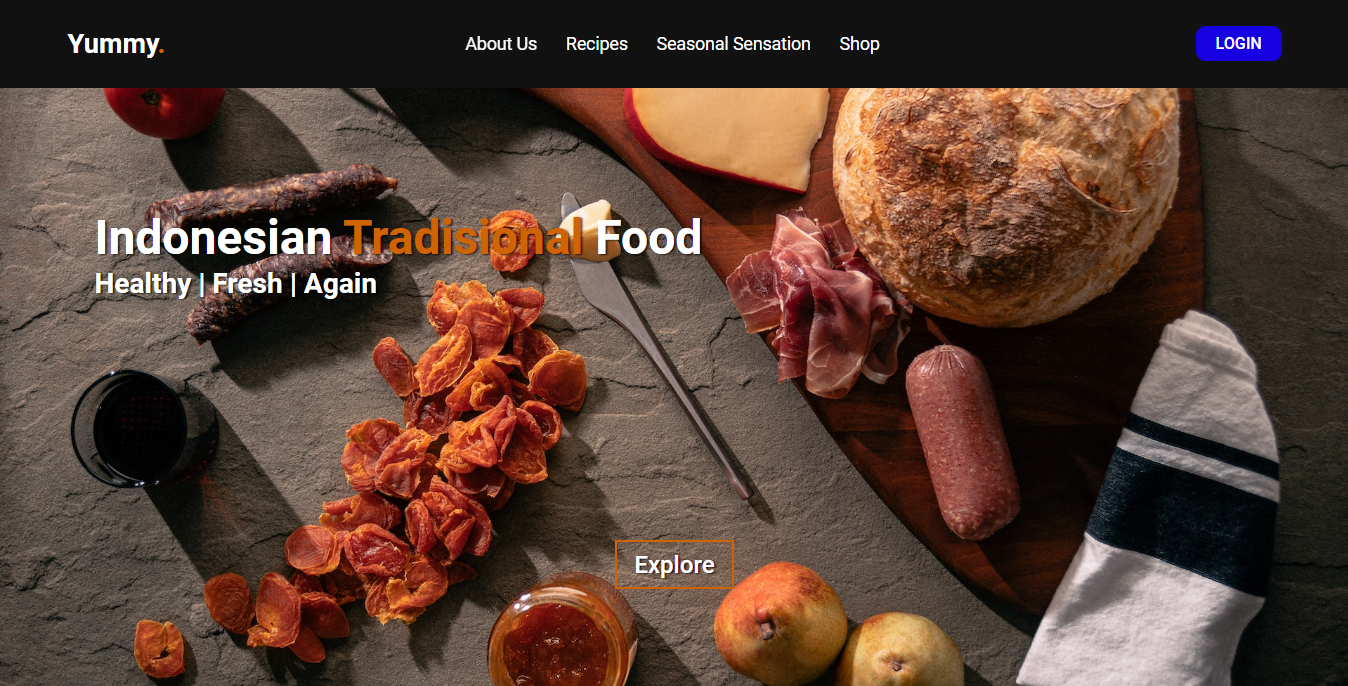 Yummy.
About Us Recipes Seasonal Sensation Shop
LOGIN
Indonesian Tradisional Food
Healthy | Fresh | Again
Explore